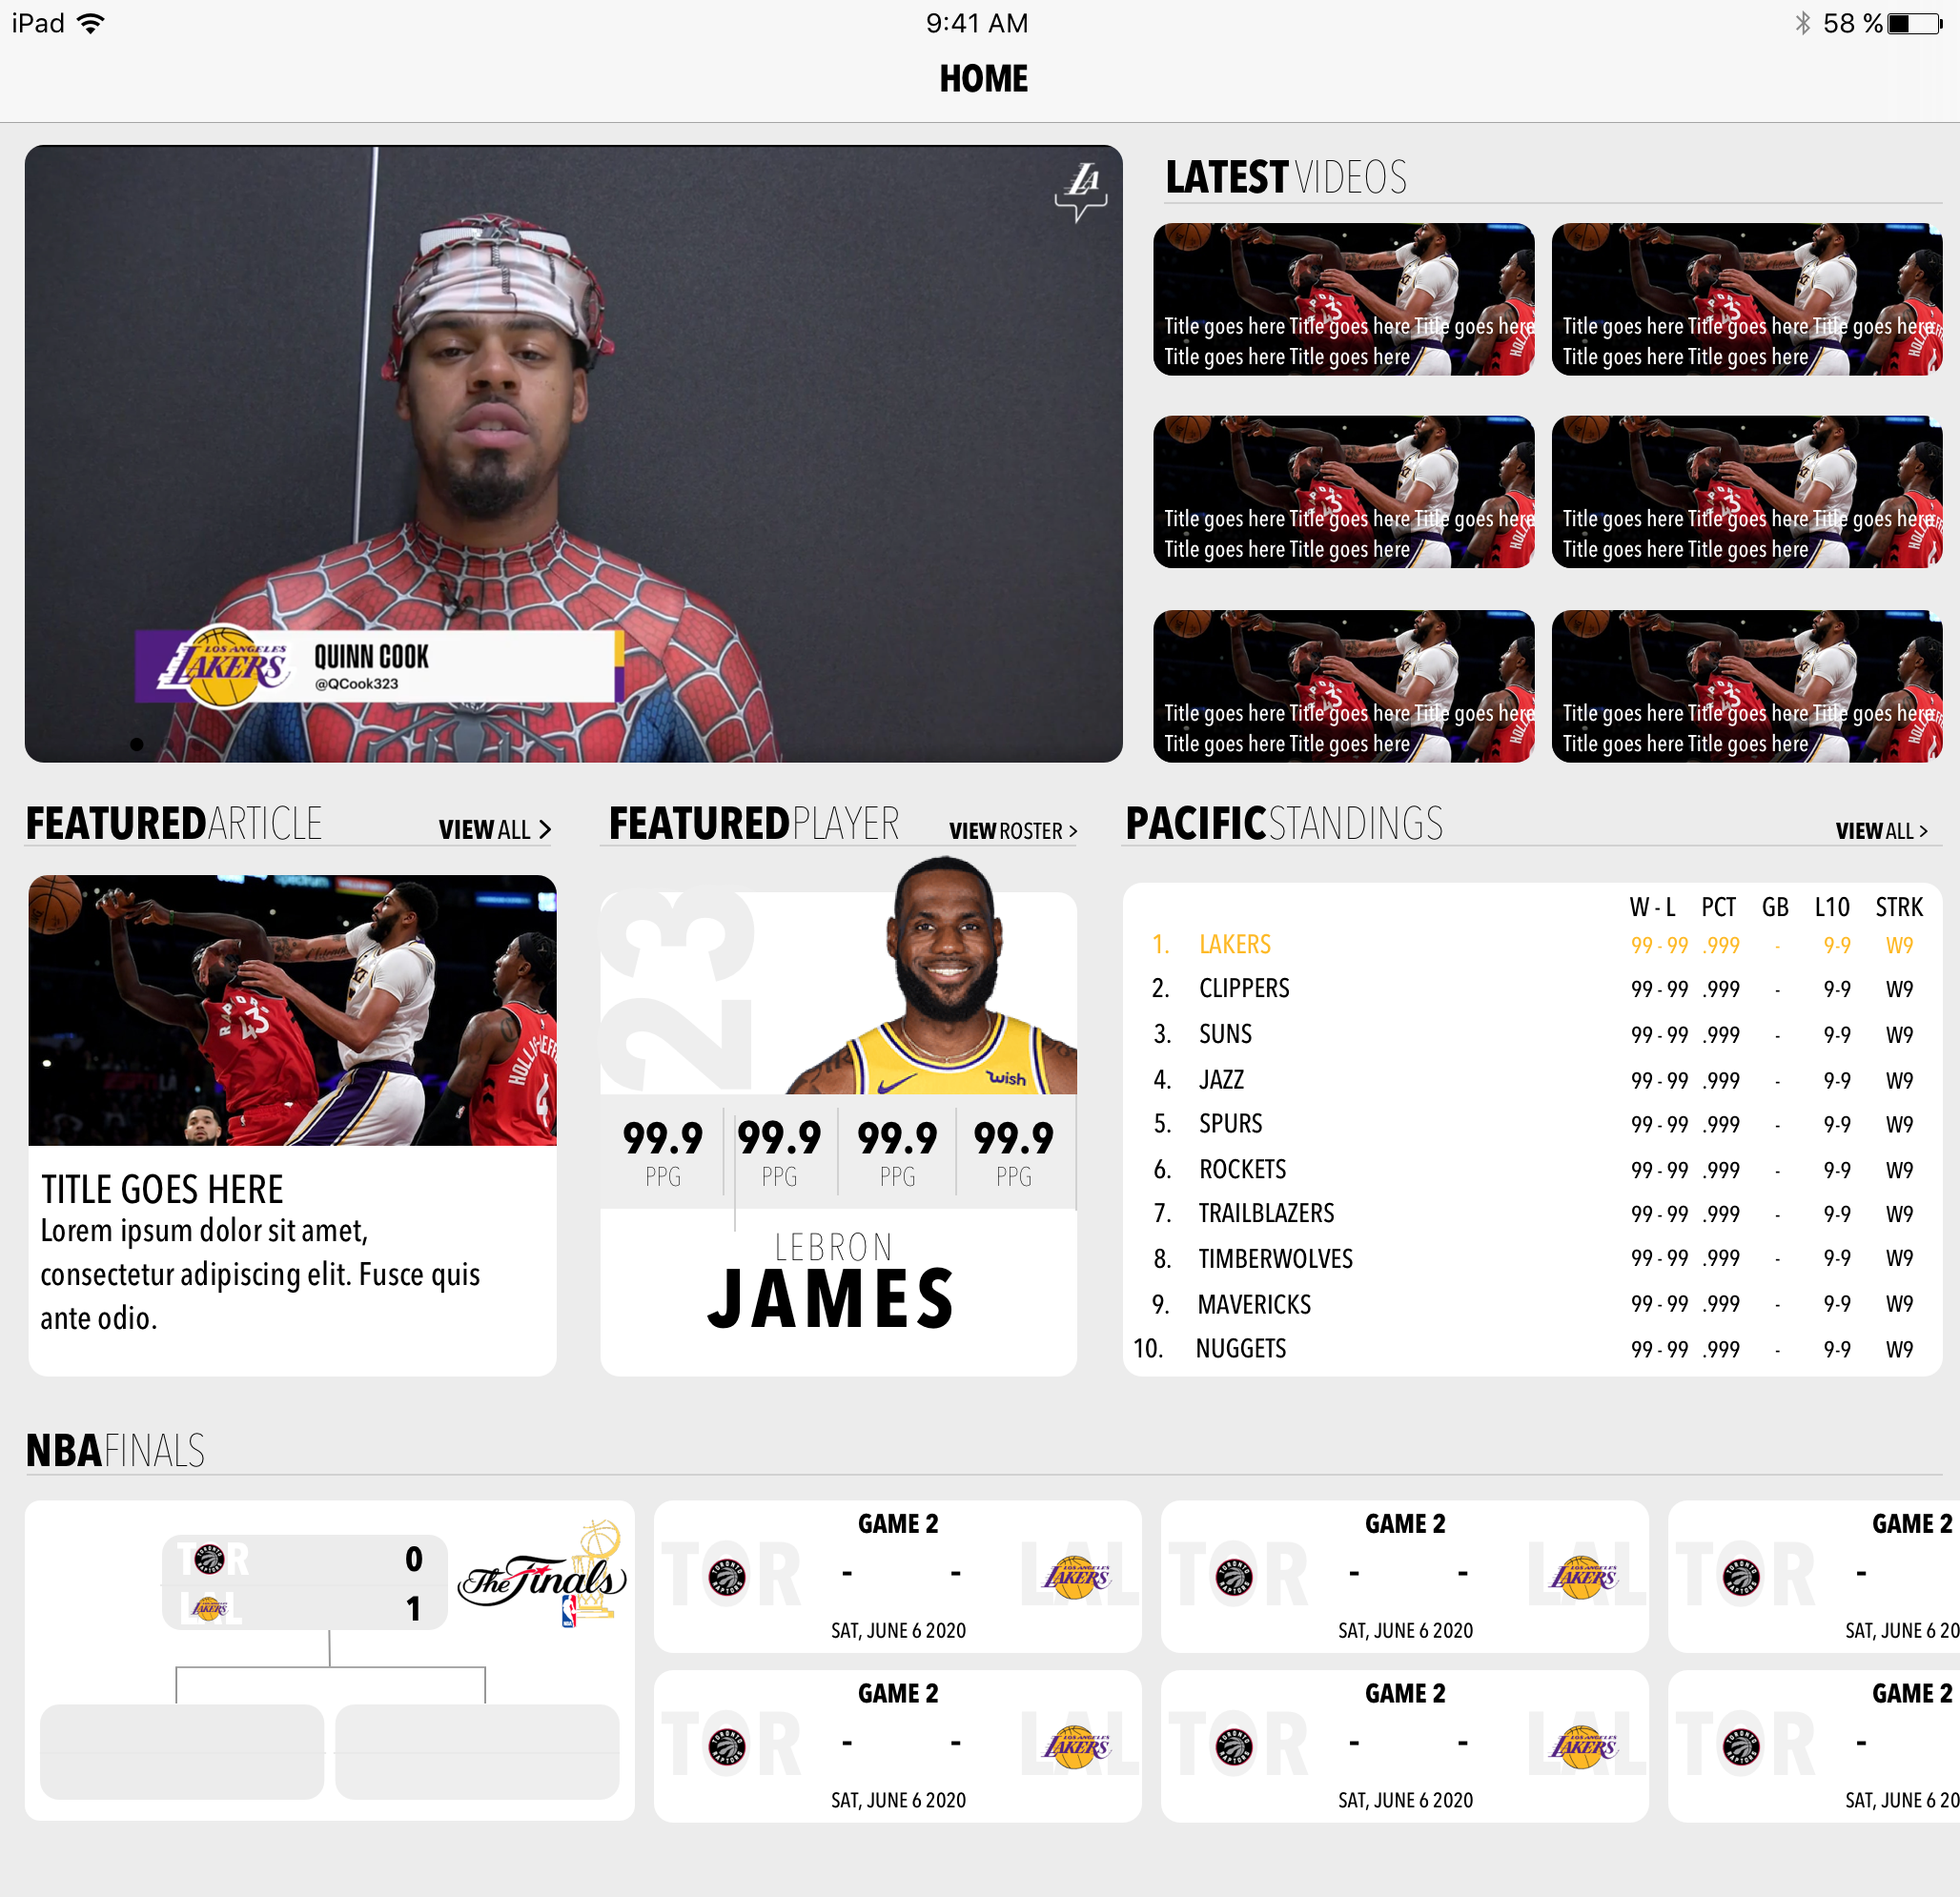 iPad
9:41 AM
58 %
HOME
LA
LOS ANGELES
LAKERS
QUINN COOK
@QCook323
LATEST VIDEOS
Title goes here Title goes here Title goes here
Title goes here Title goes here
Title goes here Title goes here Title goes here
Title goes here Title goes here
Title goes here Title goes here Title goes here
Title goes here Title goes here
Title goes here Title goes here Title goes here
Title goes here Title goes here
Title goes here Title goes here Title goes here
Title goes here Title goes here
Title goes here Title goes here Title goes here
Title goes here Title goes here
FEATURED ARTICLE
VIEW ALL >
RAPTORS
43
4
TITLE GOES HERE
Lorem ipsum dolor sit amet,
consectetur adipiscing elit. Fusce quis
ante odio.
FEATURED PLAYER
VIEW ROSTER >
23
wish
99.9 99.9 99.9 99.9
PPG PPG PPG PPG
LEBRON
JAMES
PACIFIC STANDINGS
VIEW ALL >
W - L PCT GB L10 STRK
1. LAKERS 99 - 99 .999 - 9-9 W9
2. CLIPPERS 99 - 99 .999 - 9-9 W9
3. SUNS 99 - 99 .999 - 9-9 W9
4. JAZZ 99 - 99 .999 - 9-9 W9
5. SPURS 99 - 99 .999 - 9-9 W9
6. ROCKETS 99 - 99 .999 - 9-9 W9
7. TRAILBLAZERS 99 - 99 .999 - 9-9 W9
8. TIMBERWOLVES 99 - 99 .999 - 9-9 W9
9. MAVERICKS 99 - 99 .999 - 9-9 W9
10. NUGGETS 99 - 99 .999 - 9-9 W9
NBA FINALS
TOR 0
LAL 1
The Finals
NBA
GAME 2
TOR - - LAL
SAT, JUNE 6 2020
GAME 2
TOR - - LAL
SAT, JUNE 6 2020
GAME 2
TOR -
SAT, JUNE 6 20
GAME 2
TOR - - LAL
SAT, JUNE 6 2020
GAME 2
TOR - - LAL
SAT, JUNE 6 2020
GAME 2
TOR -
SAT, JUNE 6 20